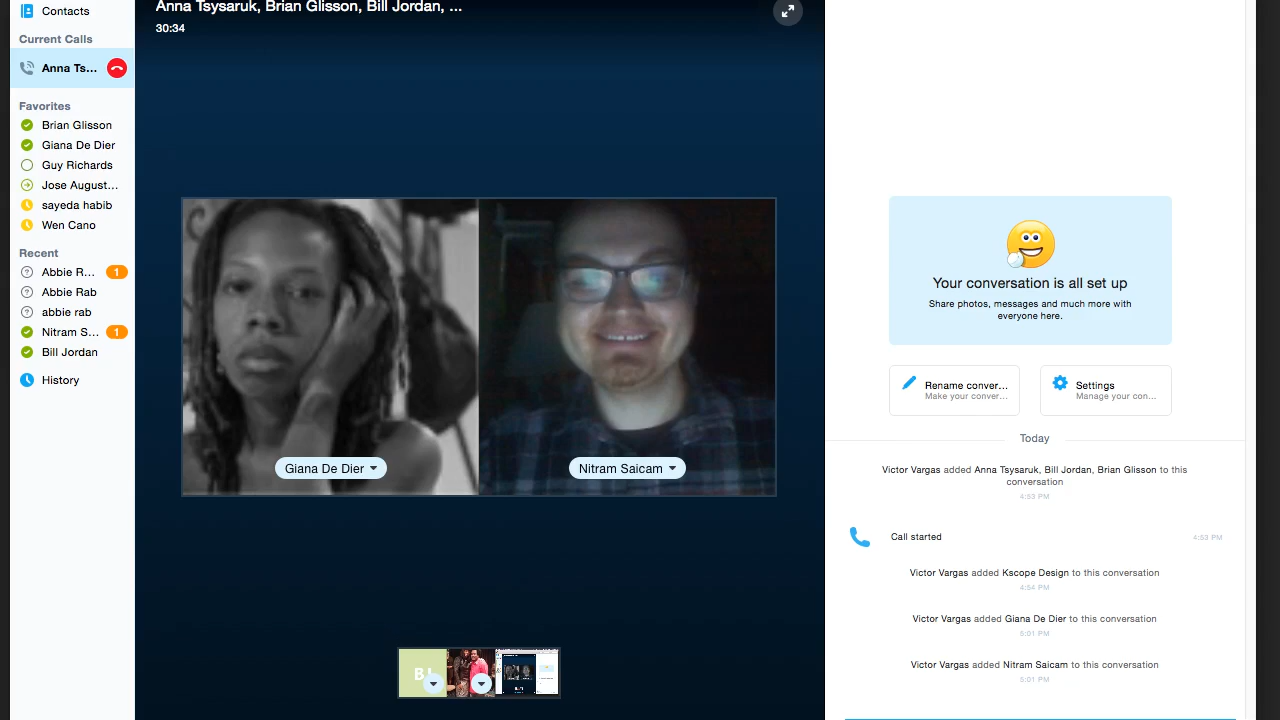 Contacts
Current Calls
Anna Ts...
Favorites
Brian Glisson
Giana De Dier
Guy Richards
Jose August...
sayeda habib
Wen Cano
Recent
Abbie R... 1
Abbie Rab
abbie rab
Nitram S... 1
Bill Jordan
History
Anna Tsysaruk, Brian Glisson, Bill Jordan, ...
30:34
Giana De Dier
Nitram Saicam
Your conversation is all set up
Share photos, messages and much more with
everyone here.
Rename conver...
Make your conver...
Settings
Manage your con...
Today
Victor Vargas added Anna Tsysaruk, Bill Jordan, Brian Glisson to this
conversation
4:53 PM
Call started 4:53 PM
Victor Vargas added Kscope Design to this conversation
4:54 PM
Victor Vargas added Giana De Dier to this conversation
5:01 PM
Victor Vargas added Nitram Saicam to this conversation
5:01 PM